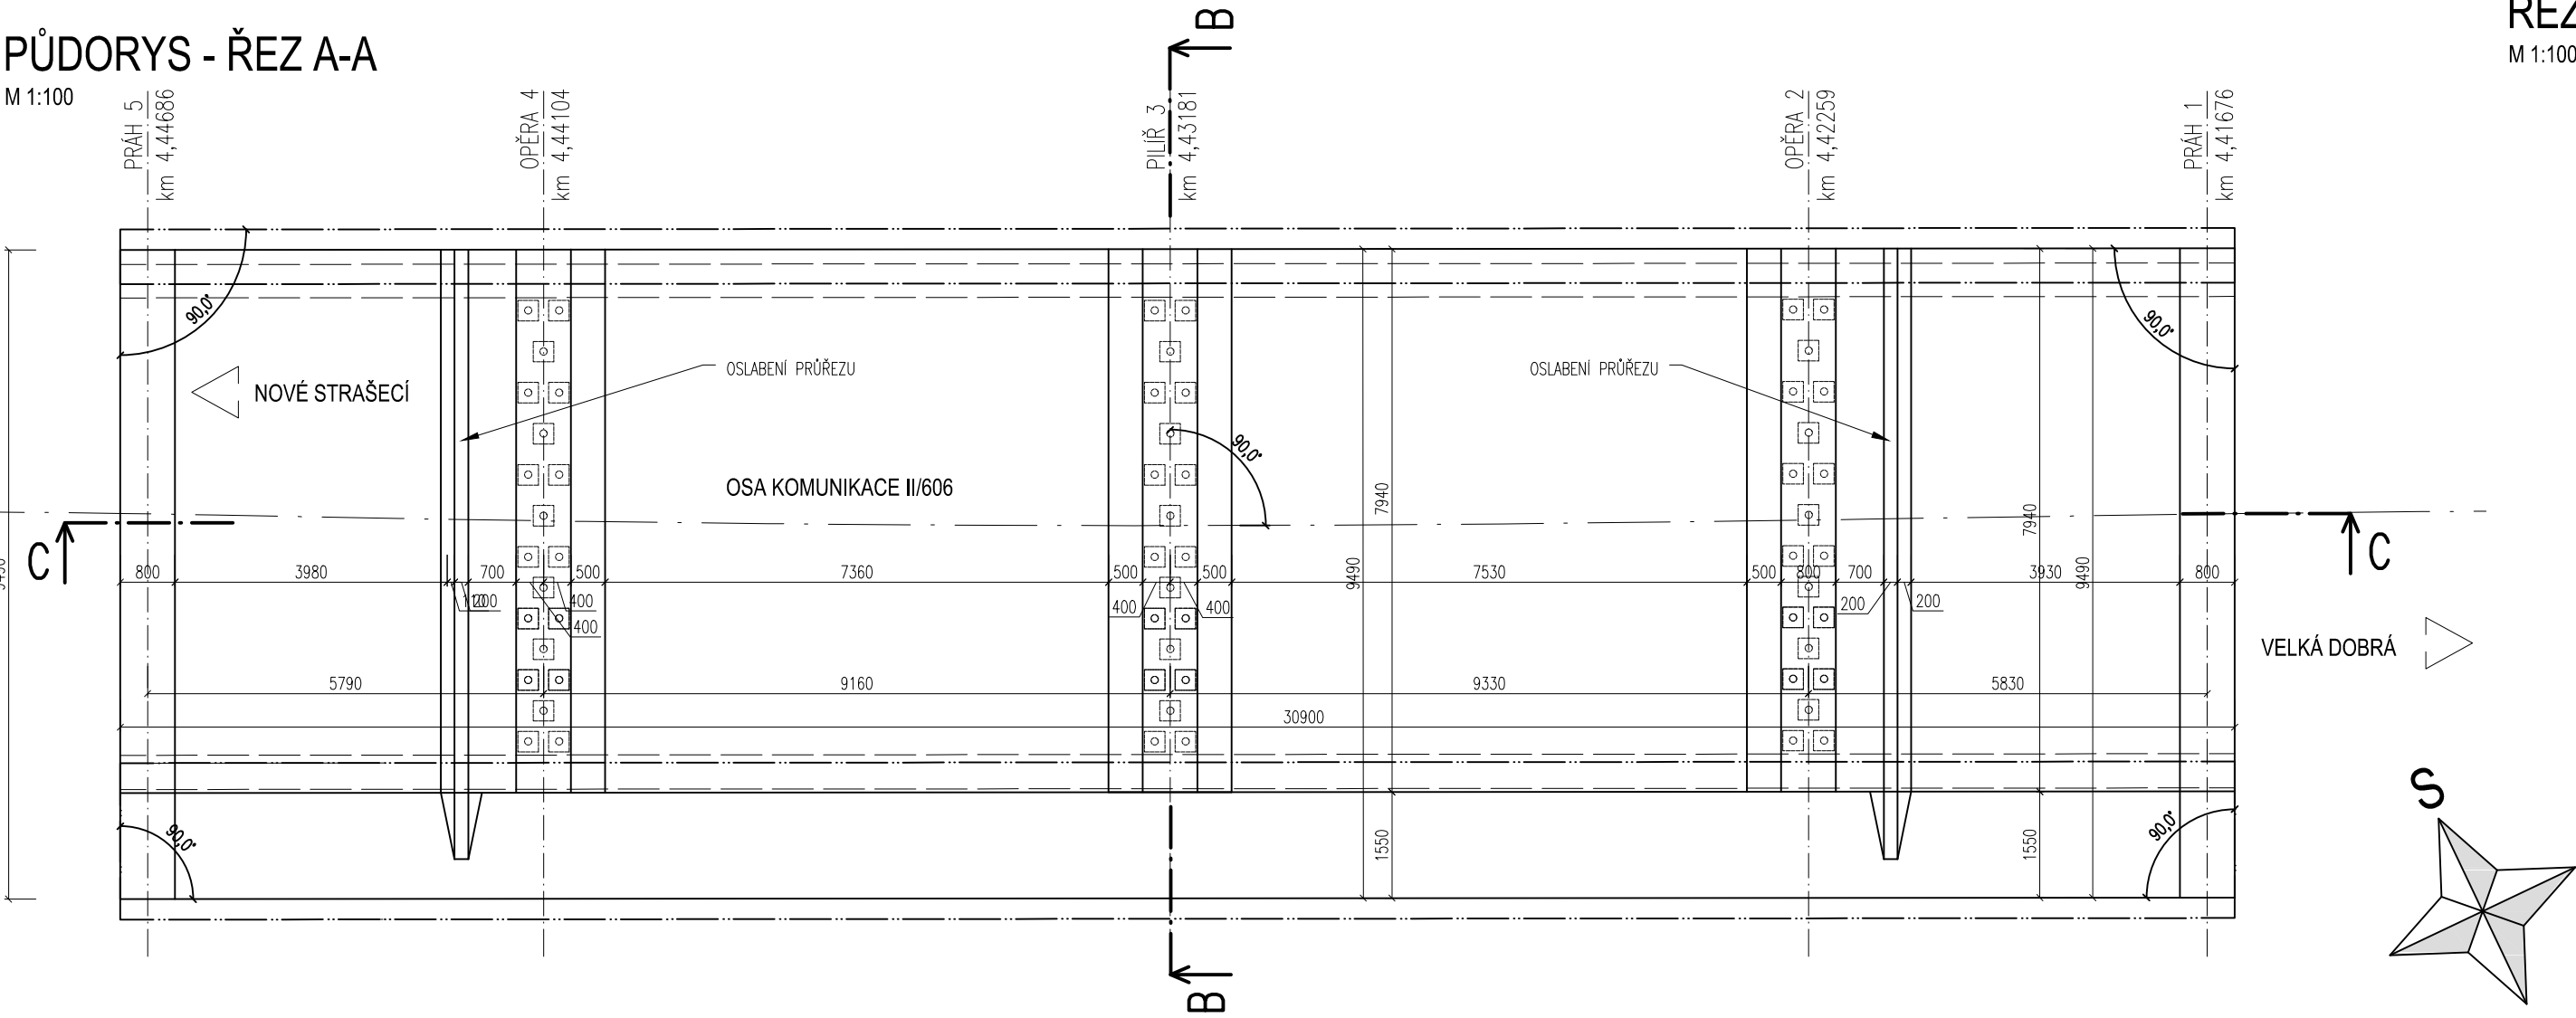 PŮDORYS - ŘEZ A-A
M 1:100
ŘEZ
M 1:100
B
PRÁH 5
km 4,44686
OPĚRA 4
km 4,44104
PILÍŘ 3
km 4,43181
OPĚRA 2
km 4,42259
PRÁH 1
km 4,41676
90,0°
90,0°
OSLABENÍ PRŮŘEZU
OSLABENÍ PRŮŘEZU
NOVÉ STRAŠECÍ
90,0°
OSA KOMUNIKACE II/606
7940
7940
C
C
9490
9490
800
3980
700
500
7360
500
500
7530
500
800
700
3930
800
200
400
400
400
400
200
200
VELKÁ DOBRÁ
5790
9160
9330
5830
30900
S
90,0°
1550
1550
90,0°
B